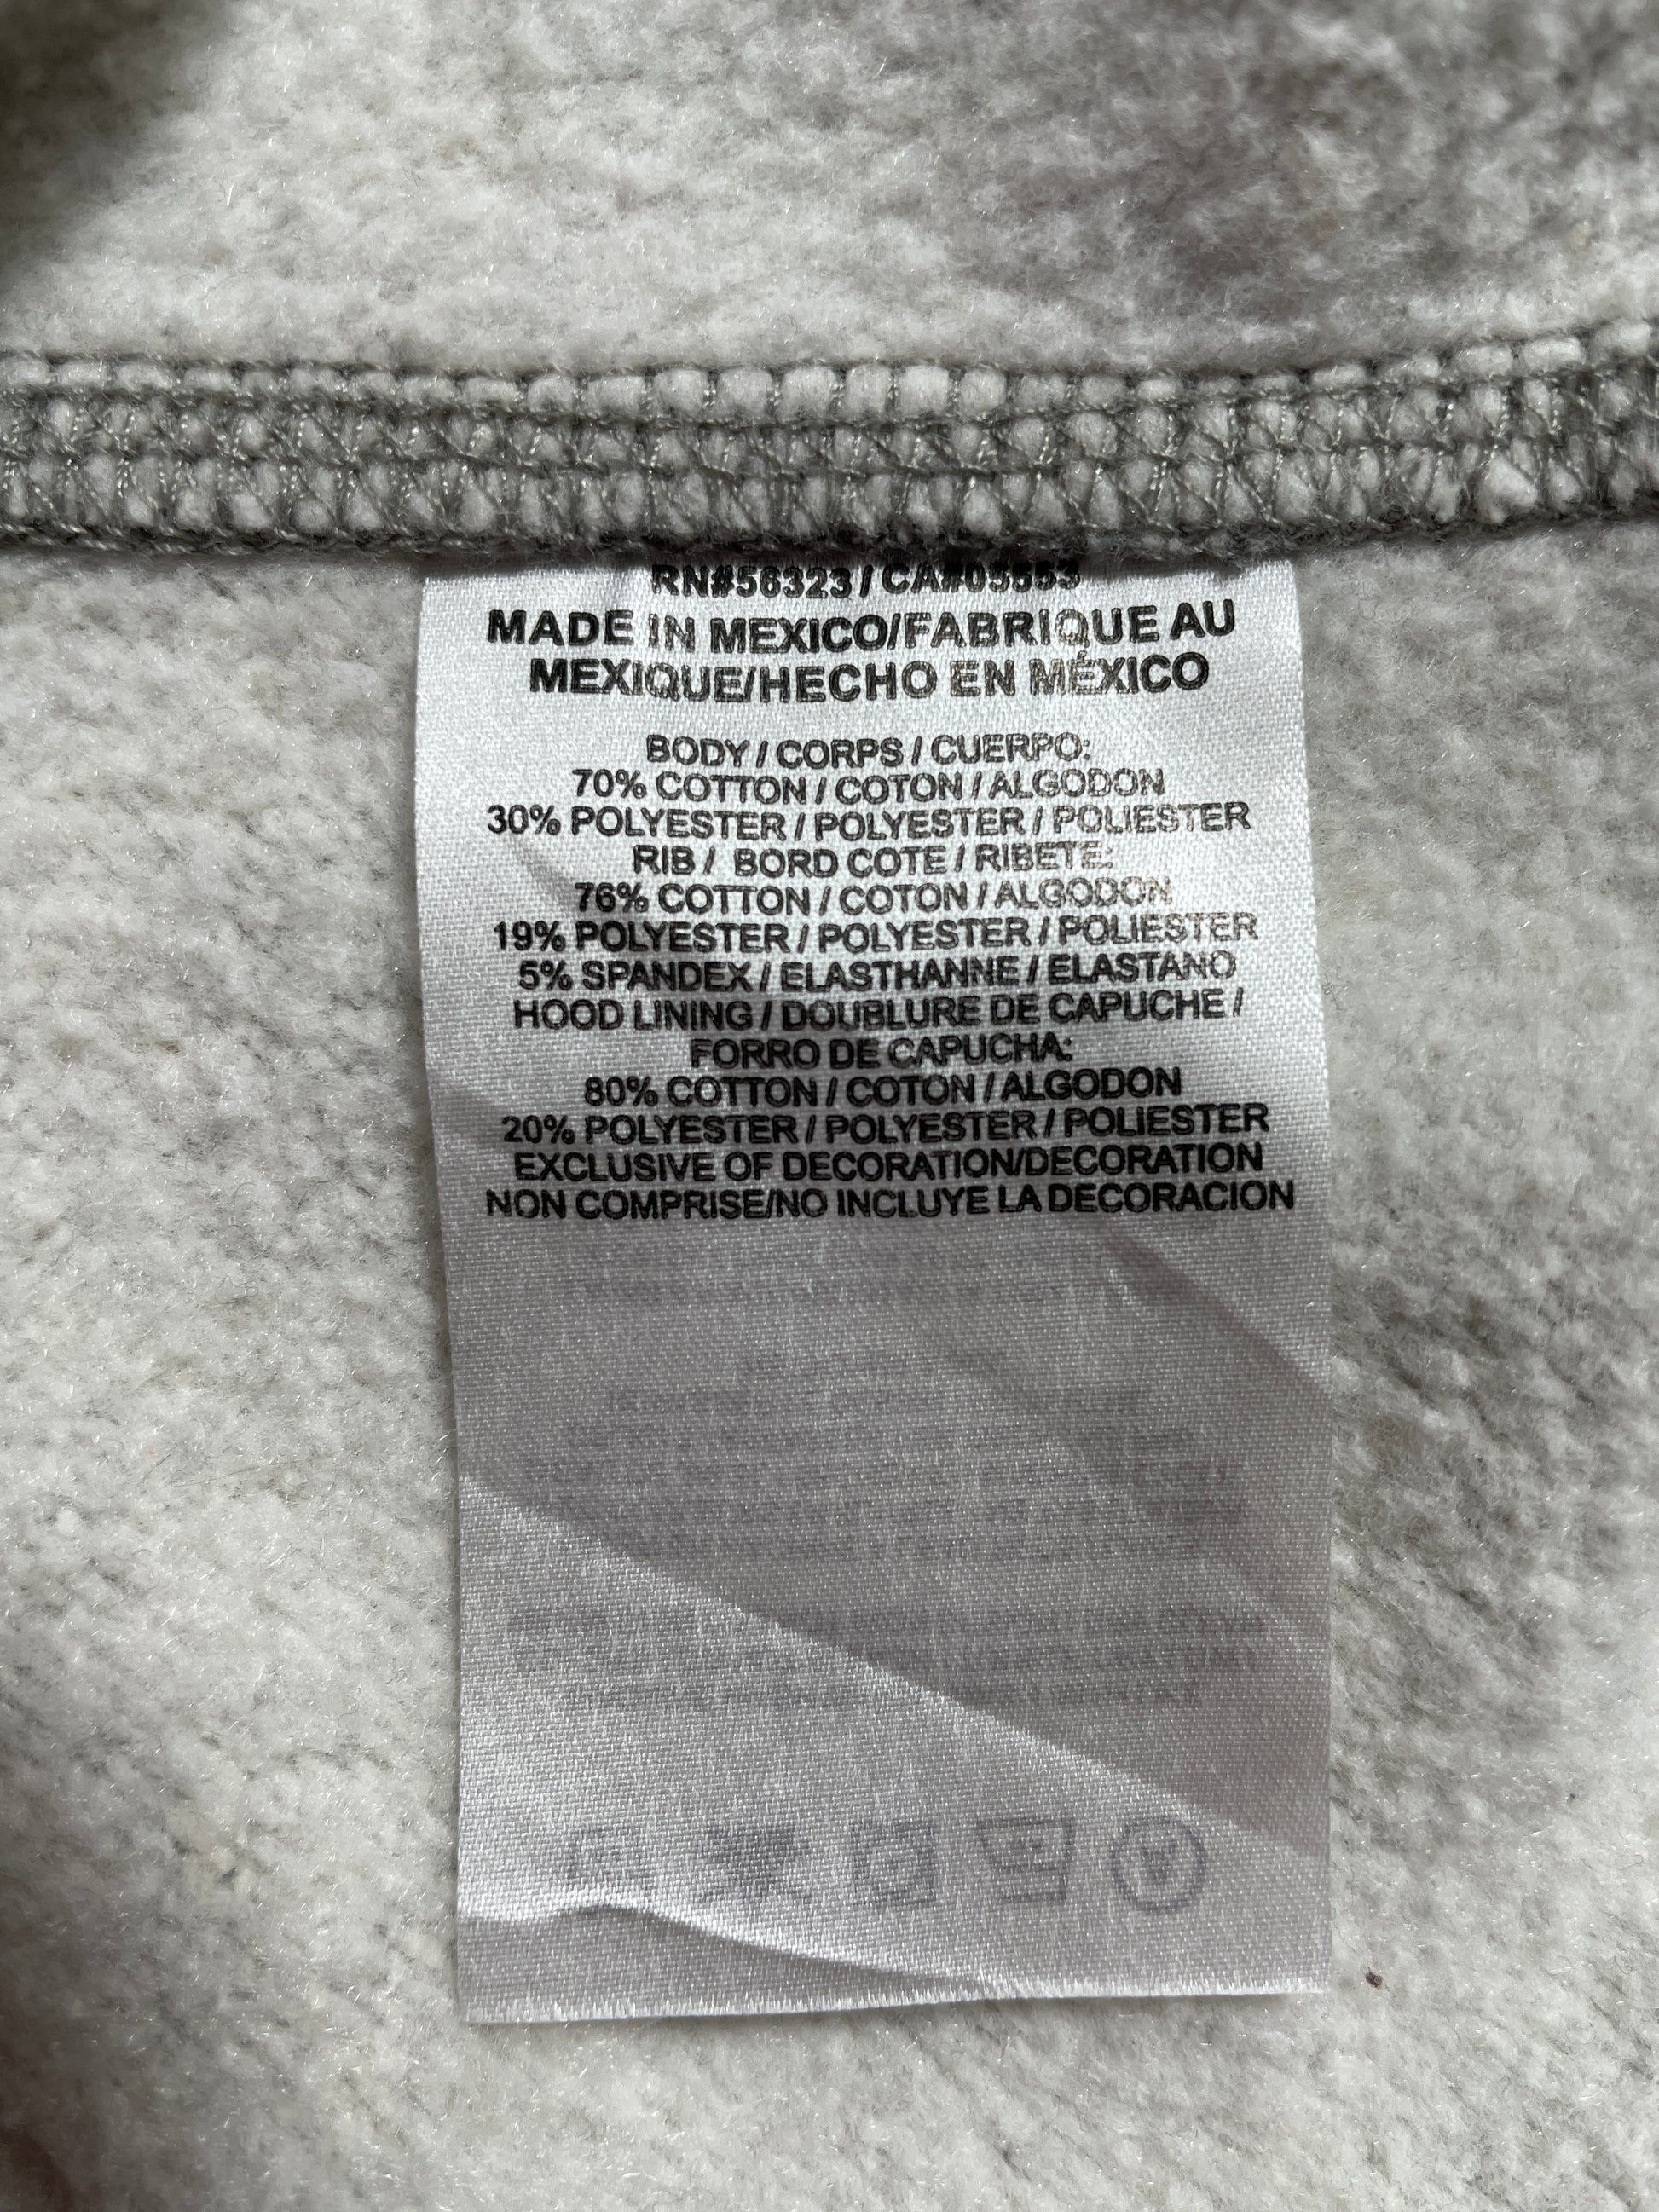 RN#56323 / CA#05553
MADE IN MEXICO/FABRIQUE AU
MEXIQUE/HECHO EN MÉXICO
BODY / CORPS / CUERPO:
70% COTTON / COTON / ALGODON
30% POLYESTER / POLYESTER / POLIESTER
RIB / BORD COTE / RIBETE:
76% COTTON / COTON / ALGODON
19% POLYESTER / POLYESTER / POLIESTER
5% SPANDEX / ELASTHANNE / ELASTANO
HOOD LINING / DOUBLURE DE CAPUCHE /
FORRO DE CAPUCHA:
80% COTTON / COTON / ALGODON
20% POLYESTER / POLYESTER / POLIESTER
EXCLUSIVE OF DECORATION/DECORATION
NON COMPRISE/NO INCLUYE LA DECORACION